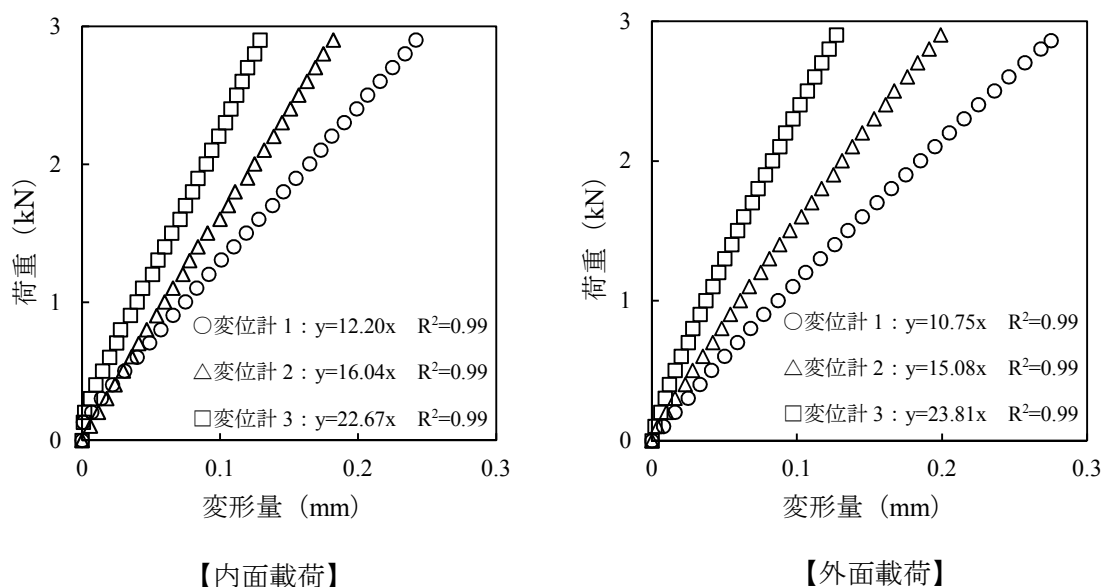 3
2
1
0
荷重（kN）
○変位計 1：y=12.20x R²=0.99
△変位計 2：y=16.04x R²=0.99
□変位計 3：y=22.67x R²=0.99
0 0.1 0.2 0.3
変形量（mm）
【内面載荷】
3
2
1
0
荷重（kN）
○変位計 1：y=10.75x R²=0.99
△変位計 2：y=15.08x R²=0.99
□変位計 3：y=23.81x R²=0.99
0 0.1 0.2 0.3
変形量（mm）
【外面載荷】